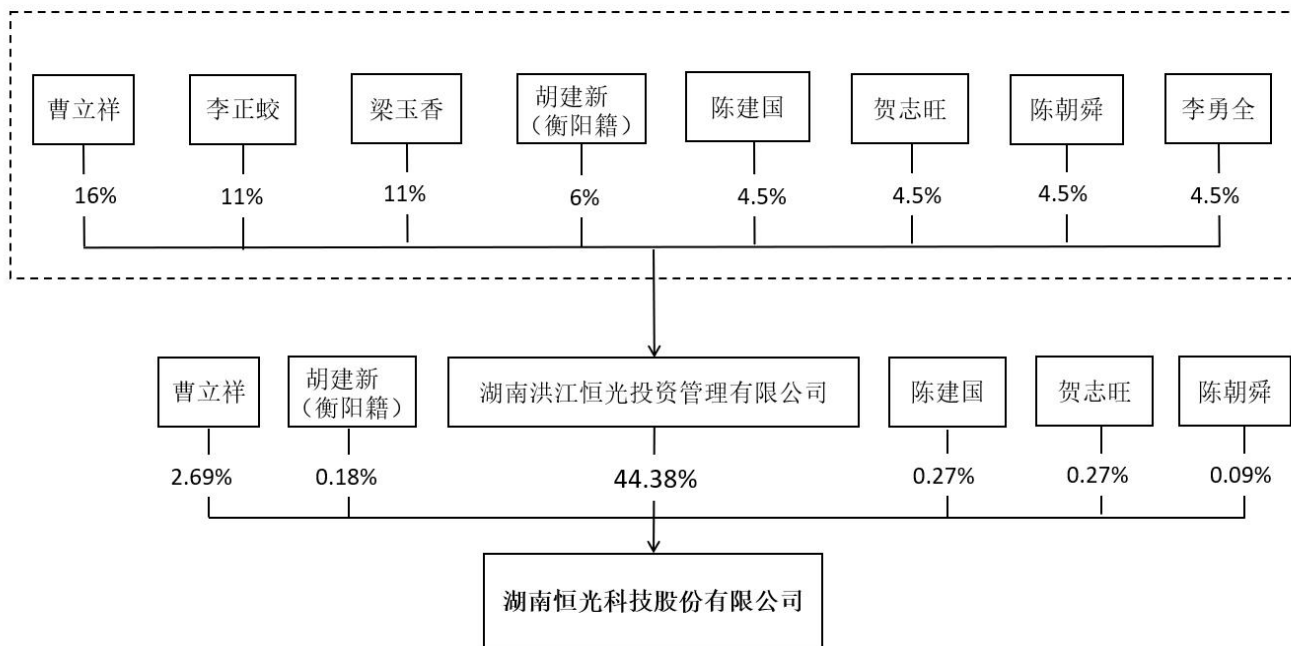 曹立祥
李正蛟
梁玉香
胡建新
（衡阳籍）
陈建国
贺志旺
陈朝舜
李勇全
16%
11%
11%
6%
4.5%
4.5%
4.5%
4.5%
曹立祥
胡建新
（衡阳籍）
湖南洪江恒光投资管理有限公司
陈建国
贺志旺
陈朝舜
2.69%
0.18%
44.38%
0.27%
0.27%
0.09%
湖南恒光科技股份有限公司